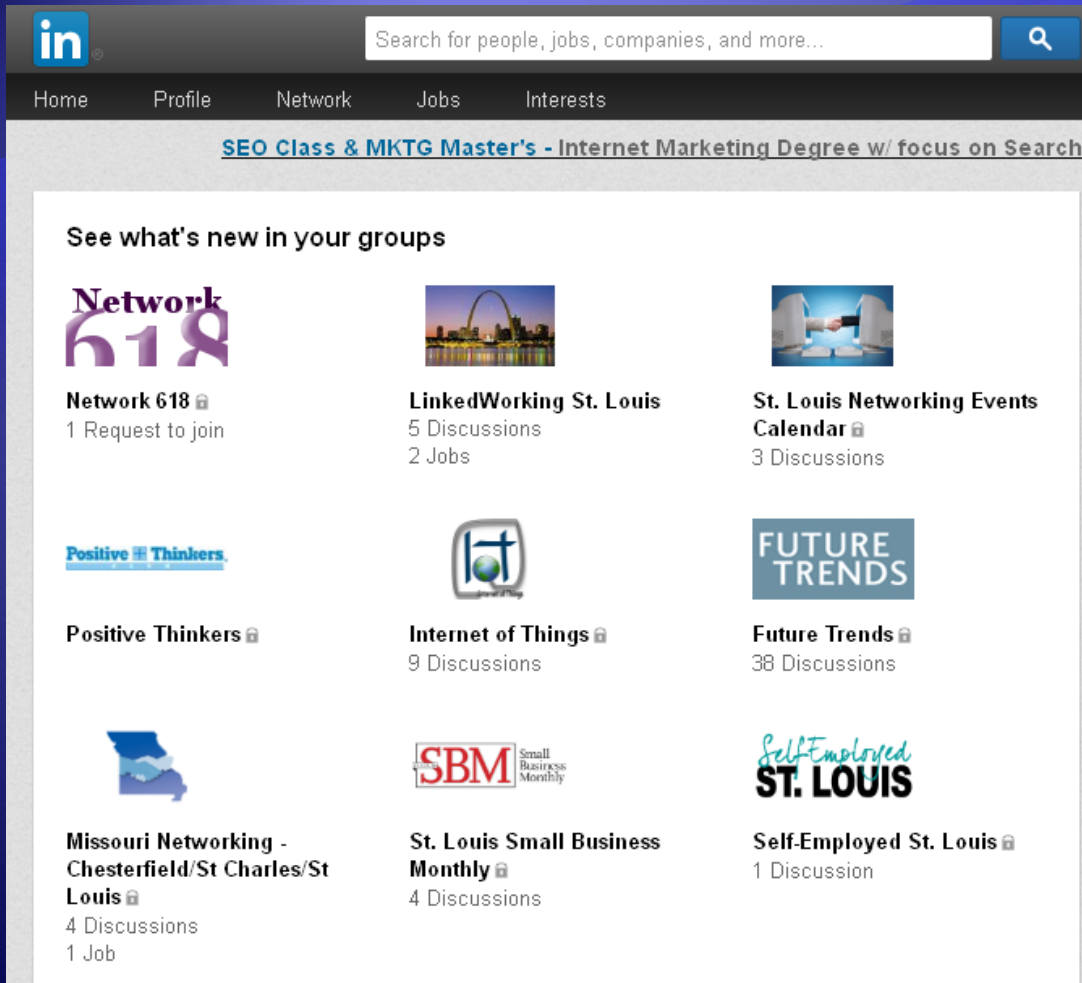 in®
Search for people, jobs, companies, and more...
Home Profile Network Jobs Interests
SEO Class & MKTG Master's - Internet Marketing Degree w/ focus on Search
See what's new in your groups
Network
618
Network 618
1 Request to join
LinkedWorking St. Louis
5 Discussions
2 Jobs
St. Louis Networking Events
Calendar
3 Discussions
Positive Thinkers
Positive Thinkers
IoT
Internet of Things
Internet of Things
9 Discussions
FUTURE
TRENDS
Future Trends
38 Discussions
Missouri Networking -
Chesterfield/St Charles/St
Louis
4 Discussions
1 Job
SBM
Small
Business
Monthly
St. Louis Small Business
Monthly
4 Discussions
Self-Employed
ST. LOUIS
Self-Employed St. Louis
1 Discussion